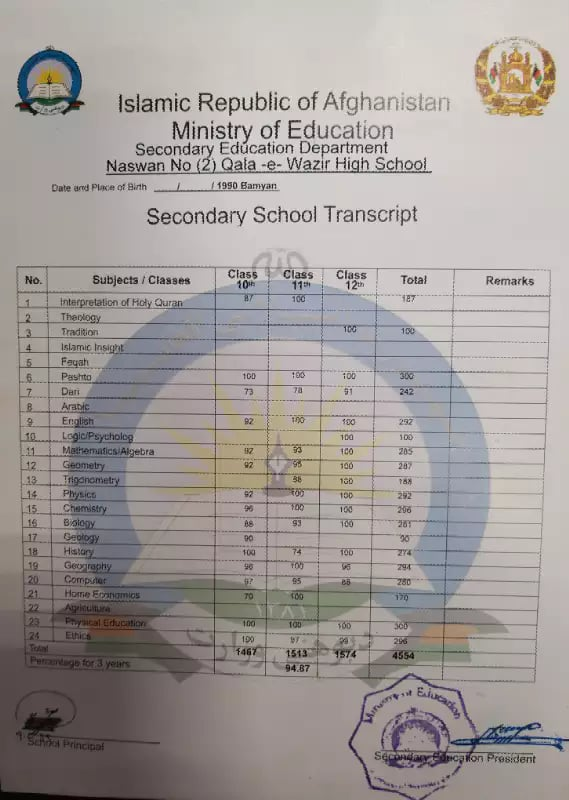 Islamic Republic of Afghanistan
Ministry of Education
Secondary Education Department
Naswan No (2) Qala -e- Wazir High School
Date and Place of Birth ____/____/ 1990 Bamyan
Secondary School Transcript
No. Subjects / Classes Class 10th Class 11th Class 12th Total Remarks
1 Interpretation of Holy Quran 87 100 187
2 Theology
3 Tradition 100 100
4 Islamic Insight
5 Feqah
6 Pashto 100 100 100 300
7 Dari 73 78 91 242
8 Arabic
9 English 92 100 100 292
10 Logic/Psycholog 100 100
11 Mathematics/Algebra 92 93 100 285
12 Geometry 92 95 100 287
13 Trigonometry 88 100 188
14 Physics 92 100 100 292
15 Chemistry 96 100 100 296
16 Biology 88 93 100 281
17 Geology 90 90
18 History 100 74 100 274
19 Geography 98 100 96 294
20 Computer 97 95 88 280
21 Home Economics 70 100 170
22 Agriculture
23 Physical Education 100 100 100 300
24 Ethics 100 97 99 296
Total 1467 1513 1574 4554
Percentage for 3 years 94.87
Ministry of Education
School Principal
Secondary Education President